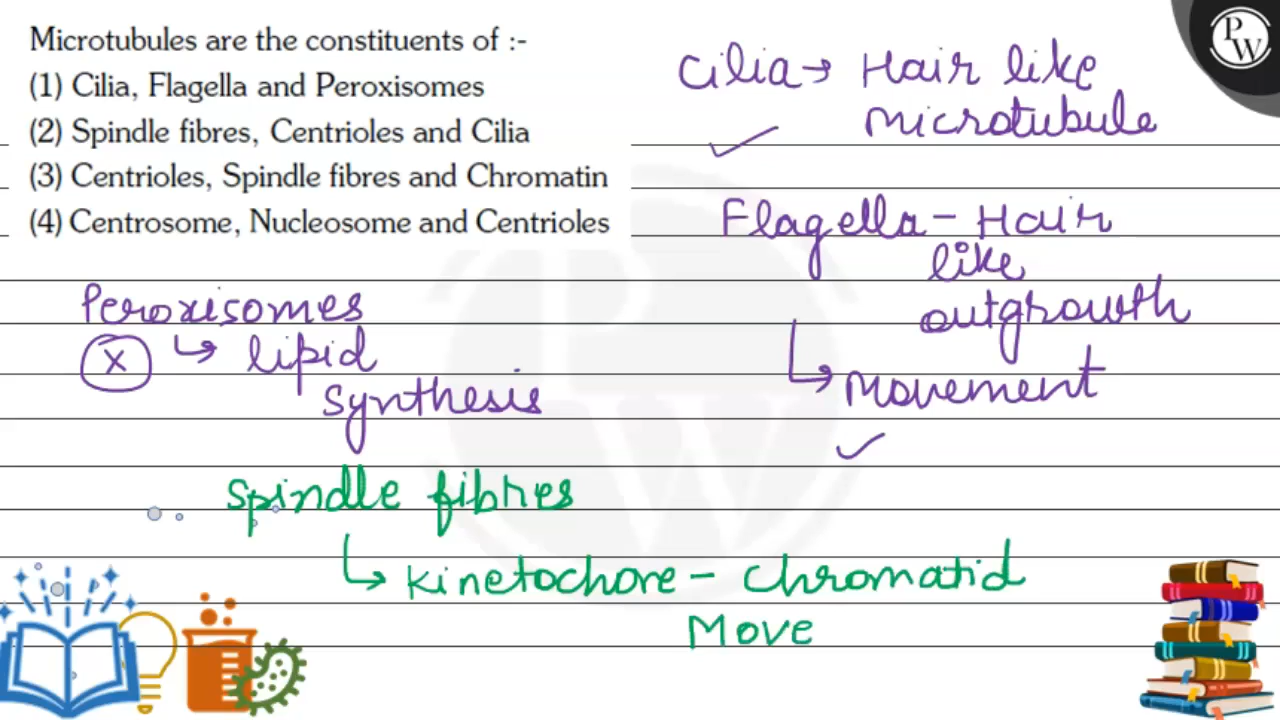 Microtubules are the constituents of :-
(1) Cilia, Flagella and Peroxisomes
(2) Spindle fibres, Centrioles and Cilia
(3) Centrioles, Spindle fibres and Chromatin
(4) Centrosome, Nucleosome and Centrioles
PW
Cilia → Hair like
microtubule
Flagella - Hair
like
outgrowth
Movement
Peroxisomes
X lipid
synthesis
Spindle fibres
Kinetochore - Chromatid
Move
PW